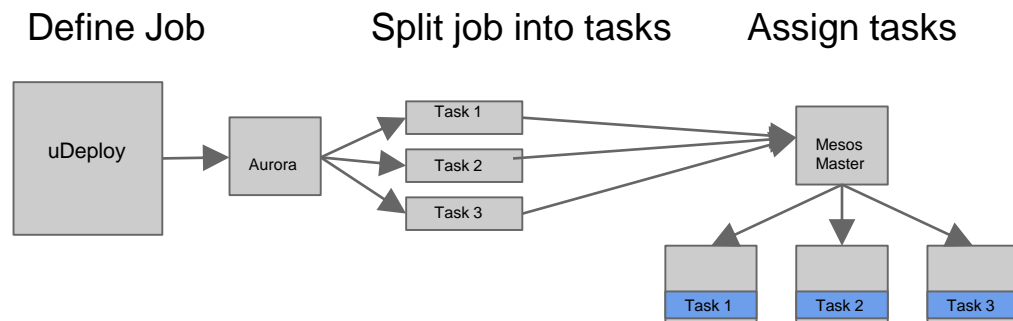 Define Job
Split job into tasks
Assign tasks
uDeploy
Aurora
Task 1
Task 2
Task 3
Mesos
Master
Task 1
Task 2
Task 3